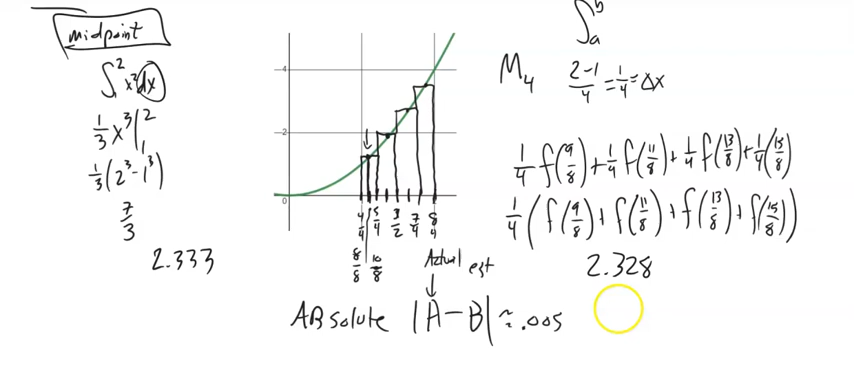 midpoint
∫₁² x² dx
1/3 x³ |₁²
1/3 (2³ - 1³)
7/3
2.333
4
2
0
4/4 5/4 3/2 7/4 8/4
8/8 10/8
∫ₐᵇ
M₄ (2-1)/4 = 1/4 = Δx
1/4 f(9/8) + 1/4 f(11/8) + 1/4 f(13/8) + 1/4 (15/8)
1/4 ( f(9/8) + f(11/8) + f(13/8) + f(15/8) )
2.328
Actual est
ABsolute |A - B| ≈ .005